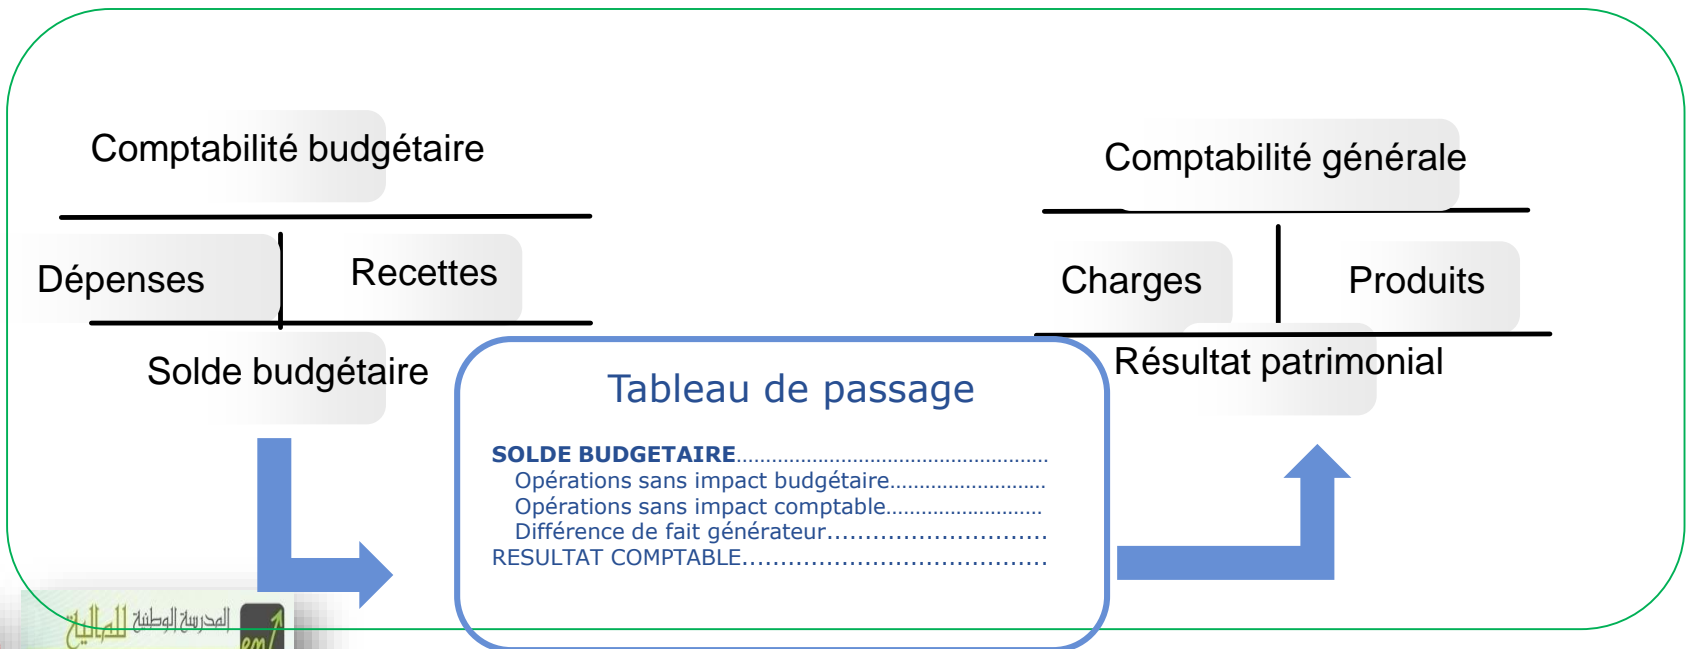 Comptabilité budgétaire
Dépenses
Recettes
Solde budgétaire
Comptabilité générale
Charges
Produits
Résultat patrimonial
Tableau de passage
SOLDE BUDGETAIRE......................................................
Opérations sans impact budgétaire...........................
Opérations sans impact comptable...........................
Différence de fait générateur.............................
RESULTAT COMPTABLE........................................
المدرسة الوطنية للمالية
en